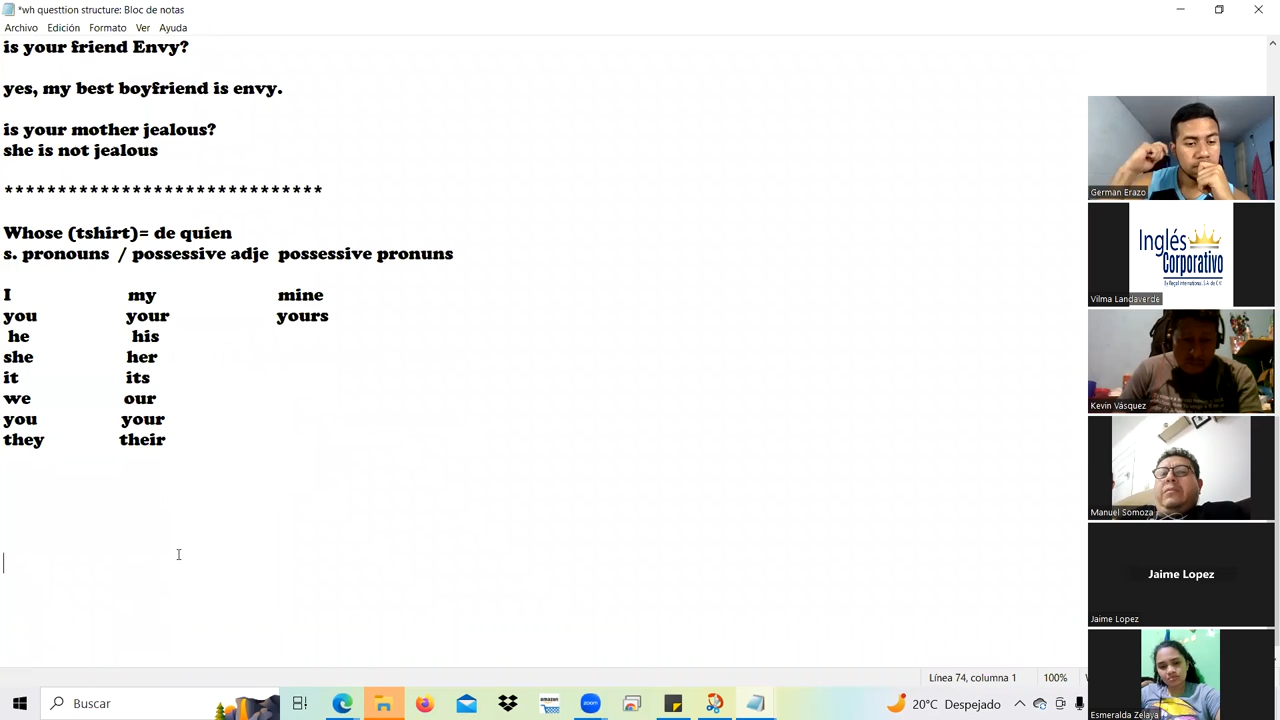 *wh questtion structure: Bloc de notas
Archivo Edición Formato Ver Ayuda
is your friend Envy?
yes, my best boyfriend is envy.
is your mother jealous?
she is not jealous
******************************
Whose (tshirt)= de quien
s. pronouns / possessive adje possessive pronuns
I my mine
you your yours
he his
she her
it its
we our
you your
they their
German Erazo
Inglés
Corporativo
Vilma Landaverde
Kevin Vásquez
Manuel Somoza
Jaime Lopez
Jaime Lopez
Esmeralda Zelaya
Línea 74, columna 1 100%
Buscar
amazon
zoom
20°C Despejado